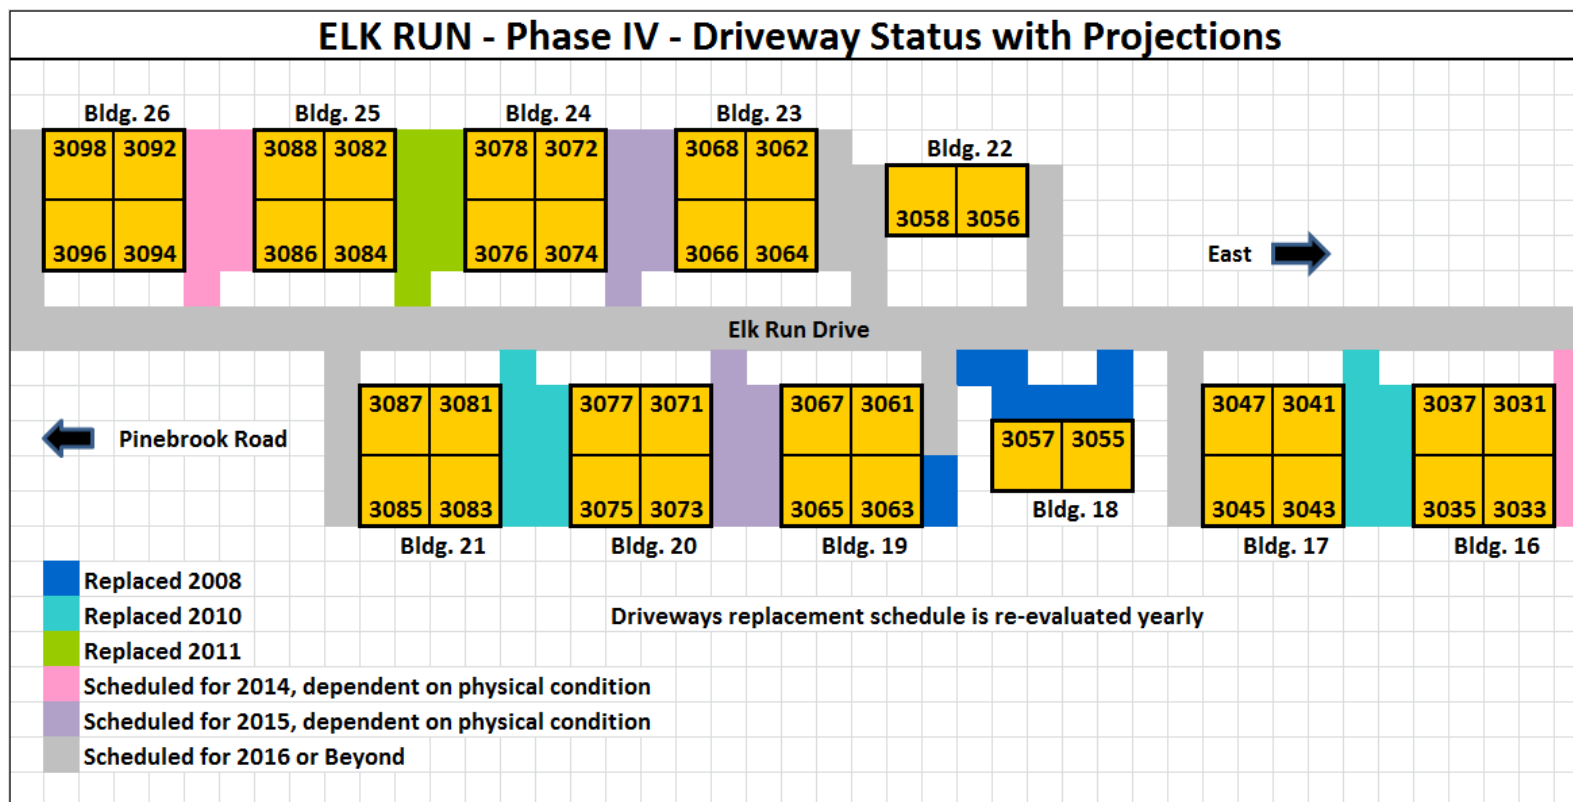 ELK RUN - Phase IV - Driveway Status with Projections
Bldg. 26 Bldg. 25 Bldg. 24 Bldg. 23
Bldg. 22
3098 3092 3088 3082 3078 3072 3068 3062
3058 3056
3096 3094 3086 3084 3076 3074 3066 3064
East
Elk Run Drive
3087 3081 3077 3071 3067 3061 3047 3041 3037 3031
Pinebrook Road
3057 3055
3085 3083 3075 3073 3065 3063 3045 3043 3035 3033
Bldg. 18
Bldg. 21 Bldg. 20 Bldg. 19 Bldg. 17 Bldg. 16
Replaced 2008
Replaced 2010
Driveways replacement schedule is re-evaluated yearly
Replaced 2011
Scheduled for 2014, dependent on physical condition
Scheduled for 2015, dependent on physical condition
Scheduled for 2016 or Beyond